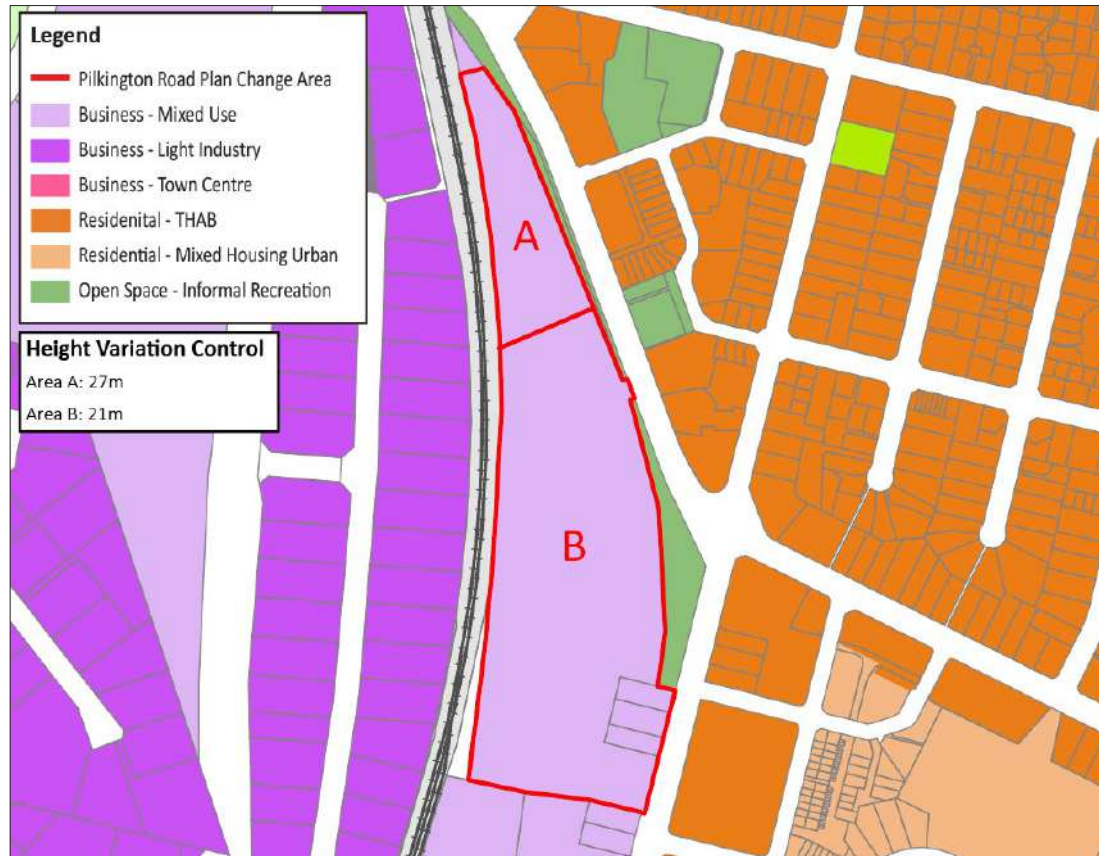 Legend
Pilkington Road Plan Change Area
Business - Mixed Use
Business - Light Industry
Business - Town Centre
Residenital - THAB
Residential - Mixed Housing Urban
Open Space - Informal Recreation
Height Variation Control
Area A: 27m
Area B: 21m
A
B